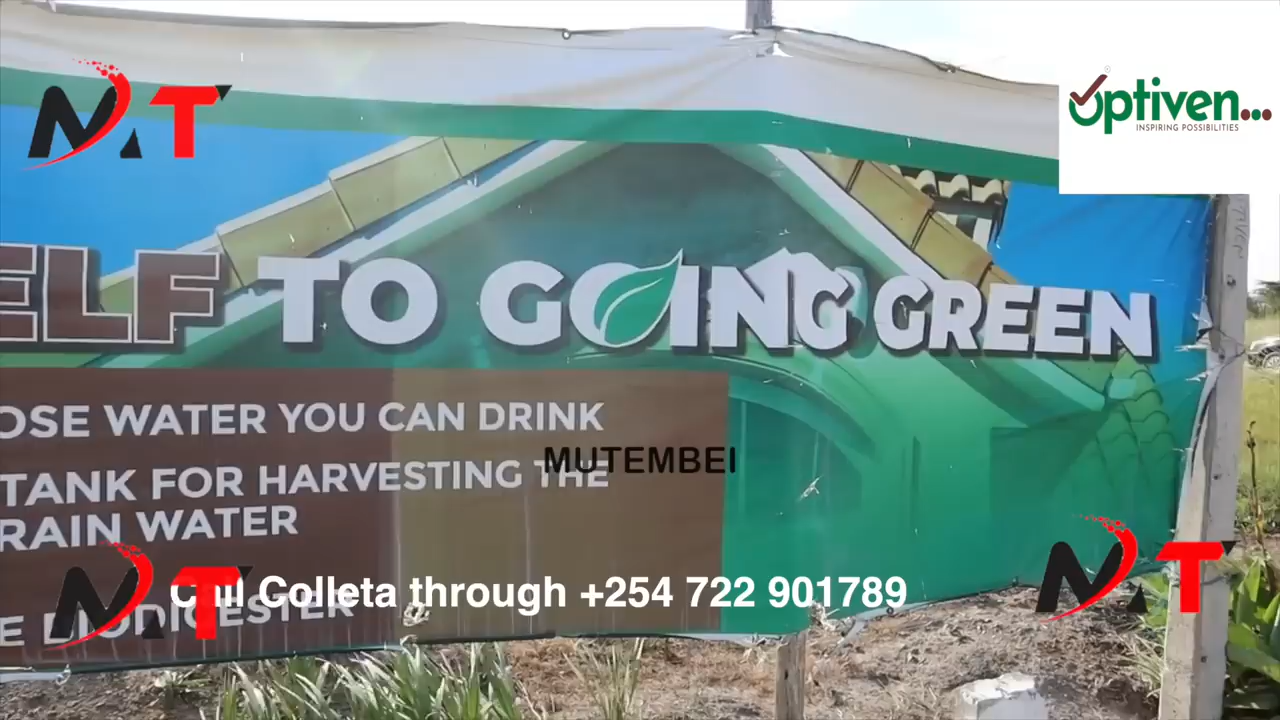 MT
Optiven...
INSPIRING POSSIBILITIES
ELF TO GOING GREEN
OSE WATER YOU CAN DRINK
MUTEMBEI
TANK FOR HARVESTING THE
RAIN WATER
MT
MT
Call Colleta through +254 722 901789
E BIODIGESTER